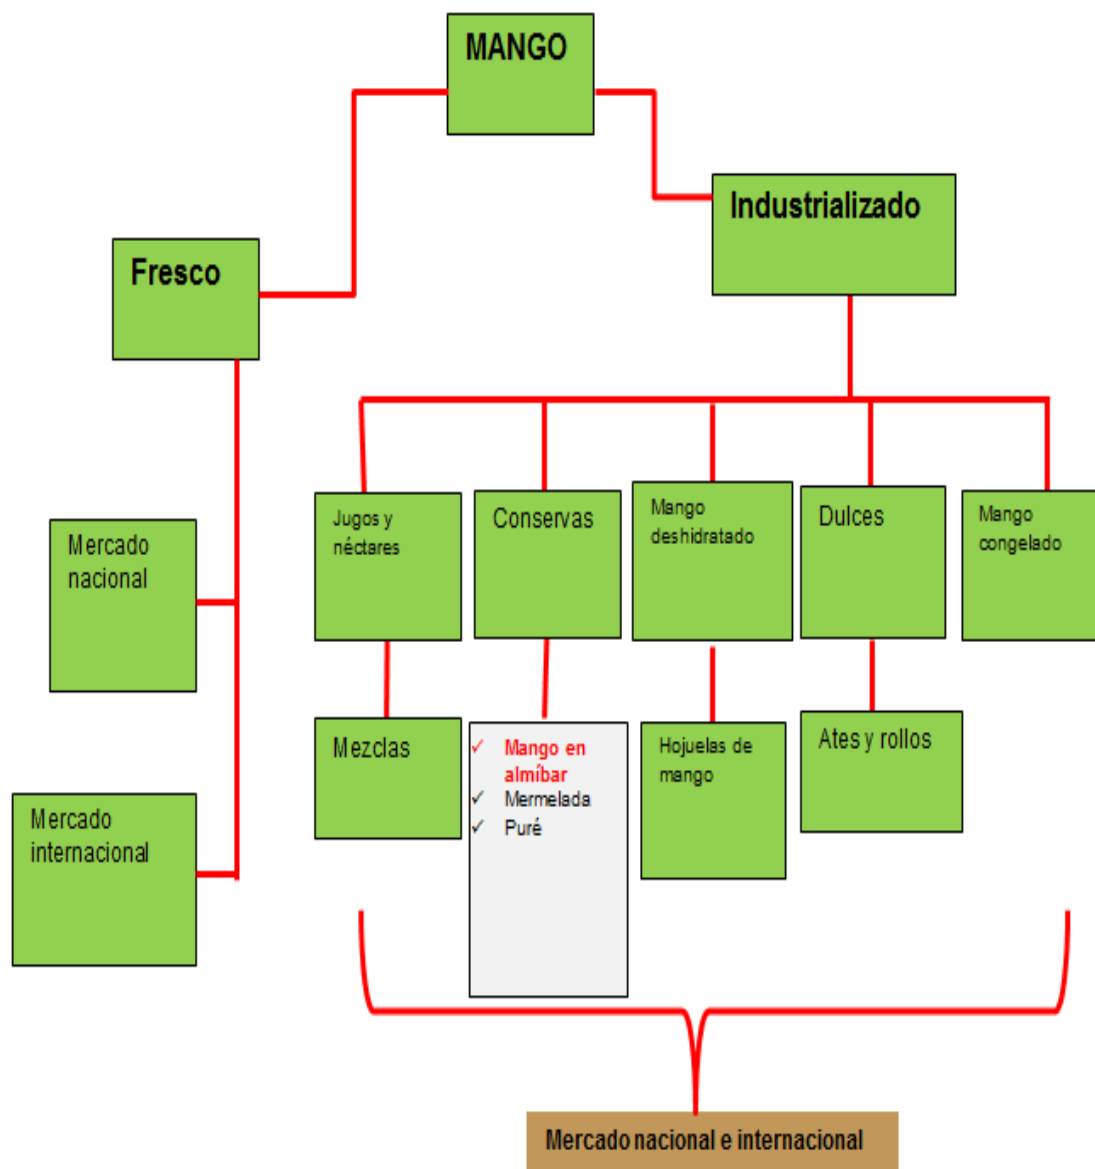 MANGO
Industrializado
Fresco
Jugos y
néctares
Conservas
Mango
deshidratado
Dulces
Mango
congelado
Mercado
nacional
Mezclas
✓ Mango en
almíbar
✓ Mermelada
✓ Puré
Hojuelas de
mango
Ates y rollos
Mercado
internacional
Mercado nacional e internacional